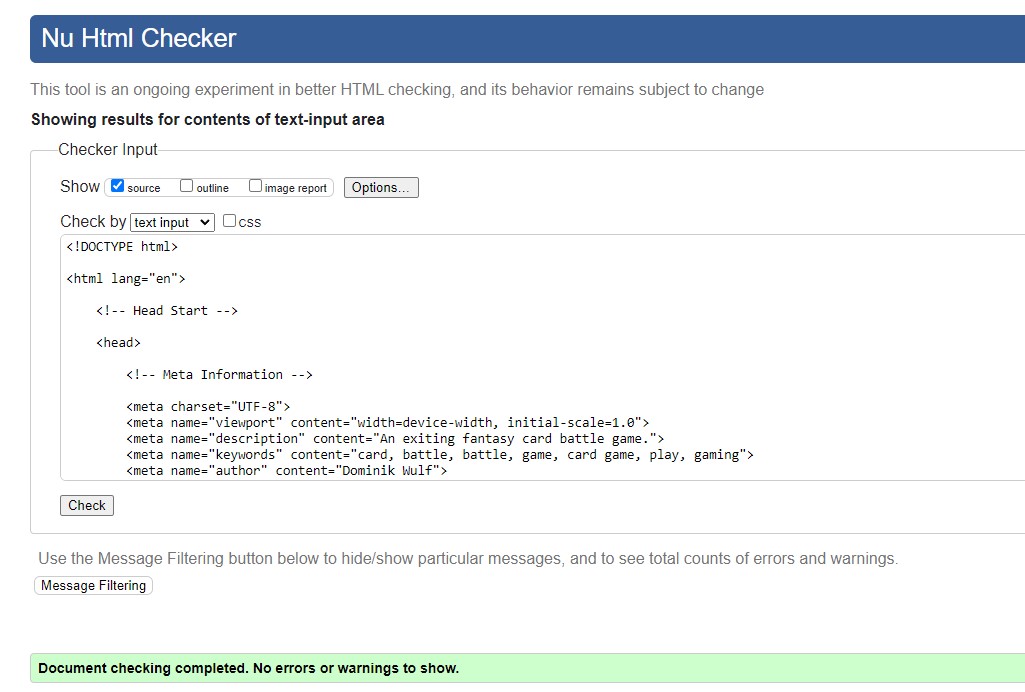 Nu Html Checker
This tool is an ongoing experiment in better HTML checking, and its behavior remains subject to change
Showing results for contents of text-input area
Checker Input
Show source outline image report Options...
Check by text input css
<!DOCTYPE html>
<html lang="en">
<!-- Head Start -->
<head>
<!-- Meta Information -->
<meta charset="UTF-8">
<meta name="viewport" content="width=device-width, initial-scale=1.0">
<meta name="description" content="An exiting fantasy card battle game.">
<meta name="keywords" content="card, battle, battle, game, card game, play, gaming">
<meta name="author" content="Dominik Wulf">
Check
Use the Message Filtering button below to hide/show particular messages, and to see total counts of errors and warnings.
Message Filtering
Document checking completed. No errors or warnings to show.